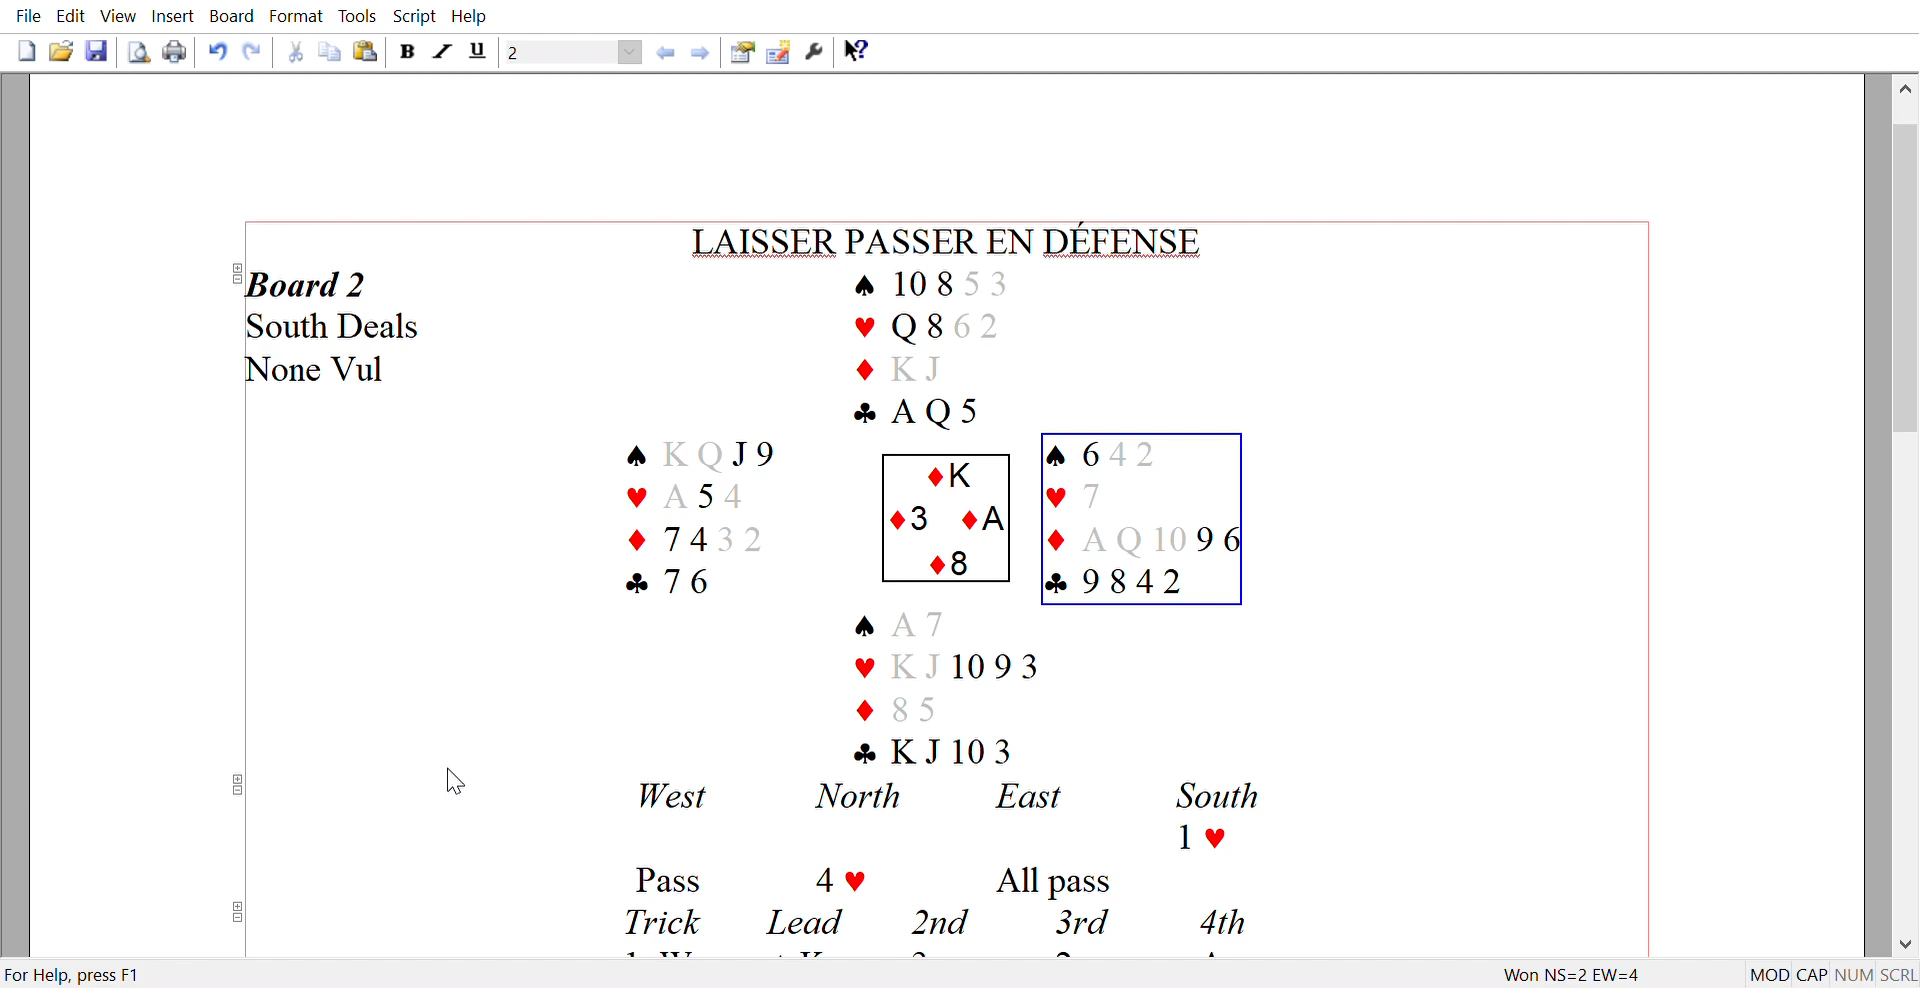 File Edit View Insert Board Format Tools Script Help
B I U 2
LAISSER PASSER EN DÉFENSE
Board 2
South Deals
None Vul
♠ 10 8 5 3
♥ Q 8 6 2
♦ K J
♣ A Q 5
♠ K Q J 9
♥ A 5 4
♦ 7 4 3 2
♣ 7 6
♦K
♦3 ♦A
♦8
♠ 6 4 2
♥ 7
♦ A Q 10 9 6
♣ 9 8 4 2
♠ A 7
♥ K J 10 9 3
♦ 8 5
♣ K J 10 3
West North East South
1 ♥
Pass 4 ♥ All pass
Trick Lead 2nd 3rd 4th
For Help, press F1 Won NS=2 EW=4 MOD CAP NUM SCRL